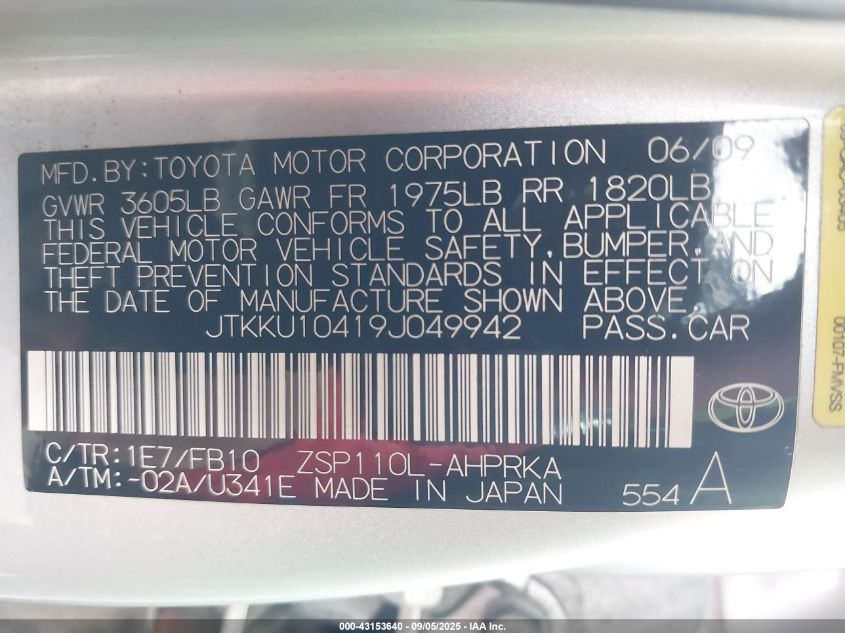 MFD.BY:TOYOTA MOTOR CORPORATION 06/09
GVWR 3605LB GAWR FR 1975LB RR 1820LB
THIS VEHICLE CONFORMS TO ALL APPLICABLE
FEDERAL MOTOR VEHICLE SAFETY,BUMPER,AND
THEFT PREVENTION STANDARDS IN EFFECT ON
THE DATE OF MANUFACTURE SHOWN ABOVE.
JTKKU10419J049942 PASS.CAR
C/TR:1E7/FB10 ZSP110L-AHPRKA
A/TM:-02A/U341E MADE IN JAPAN
554 A
00107-FMVSS
000-43153640 - 09/05/2025 - IAA Inc.